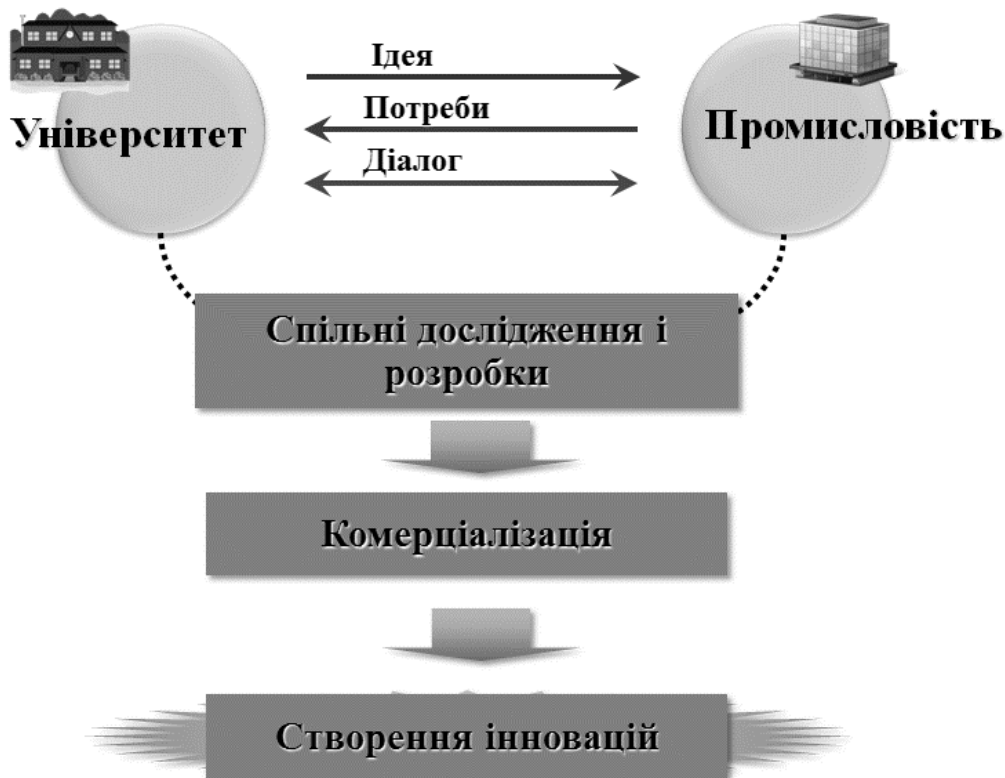 Ідея
Потреби
Університет
Промисловість
Діалог
Спільні дослідження і
розробки
Комерціалізація
Створення інновацій